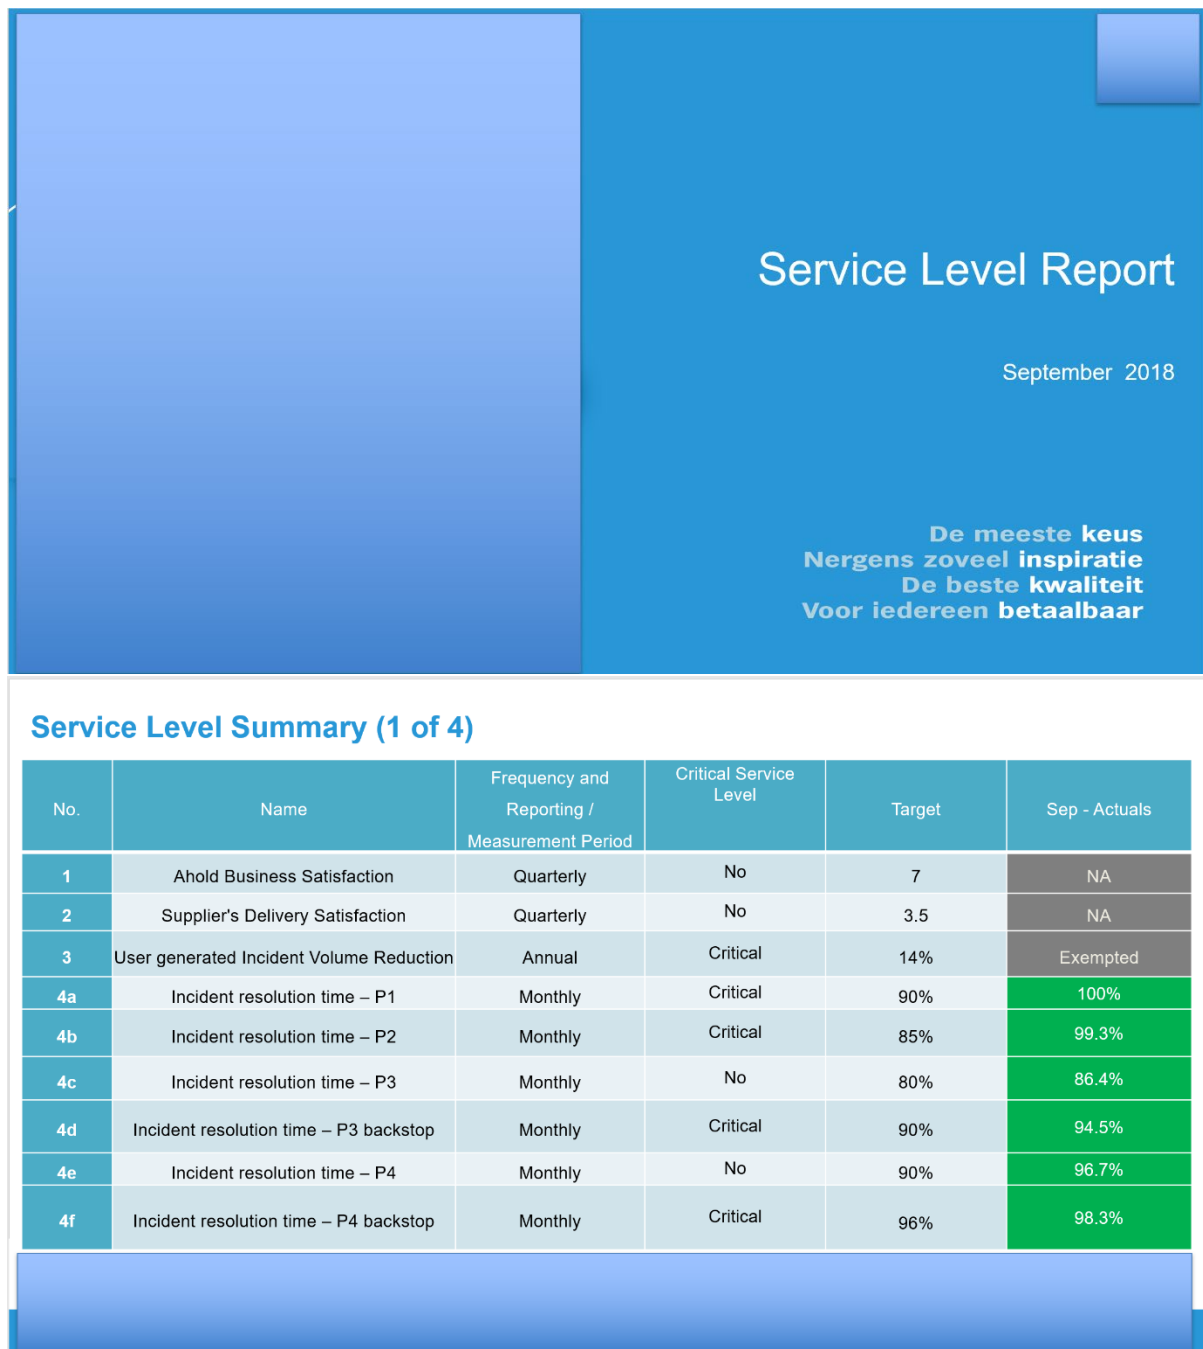 Service Level Report
September 2018
De meeste keus
Nergens zoveel inspiratie
De beste kwaliteit
Voor iedereen betaalbaar
Service Level Summary (1 of 4)
No. Name Frequency and Reporting / Measurement Period Critical Service Level Target Sep - Actuals
1 Ahold Business Satisfaction Quarterly No 7 NA
2 Supplier's Delivery Satisfaction Quarterly No 3.5 NA
3 User generated Incident Volume Reduction Annual Critical 14% Exempted
4a Incident resolution time – P1 Monthly Critical 90% 100%
4b Incident resolution time – P2 Monthly Critical 85% 99.3%
4c Incident resolution time – P3 Monthly No 80% 86.4%
4d Incident resolution time – P3 backstop Monthly Critical 90% 94.5%
4e Incident resolution time – P4 Monthly No 90% 96.7%
4f Incident resolution time – P4 backstop Monthly Critical 96% 98.3%